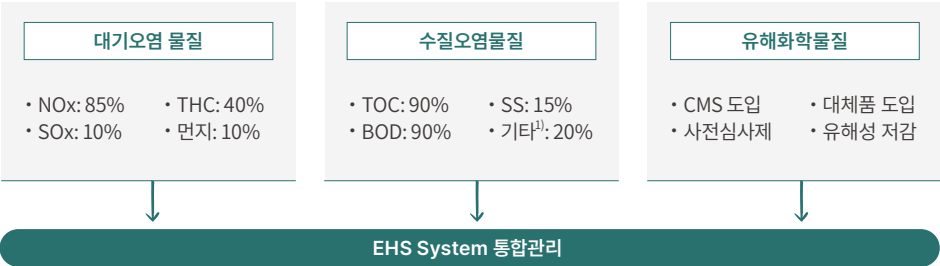 대기오염 물질
・NOx: 85% ・THC: 40%
・SOx: 10% ・먼지: 10%
수질오염물질
・TOC: 90% ・SS: 15%
・BOD: 90% ・기타1): 20%
유해화학물질
・CMS 도입 ・대체품 도입
・사전심사제 ・유해성 저감
EHS System 통합관리